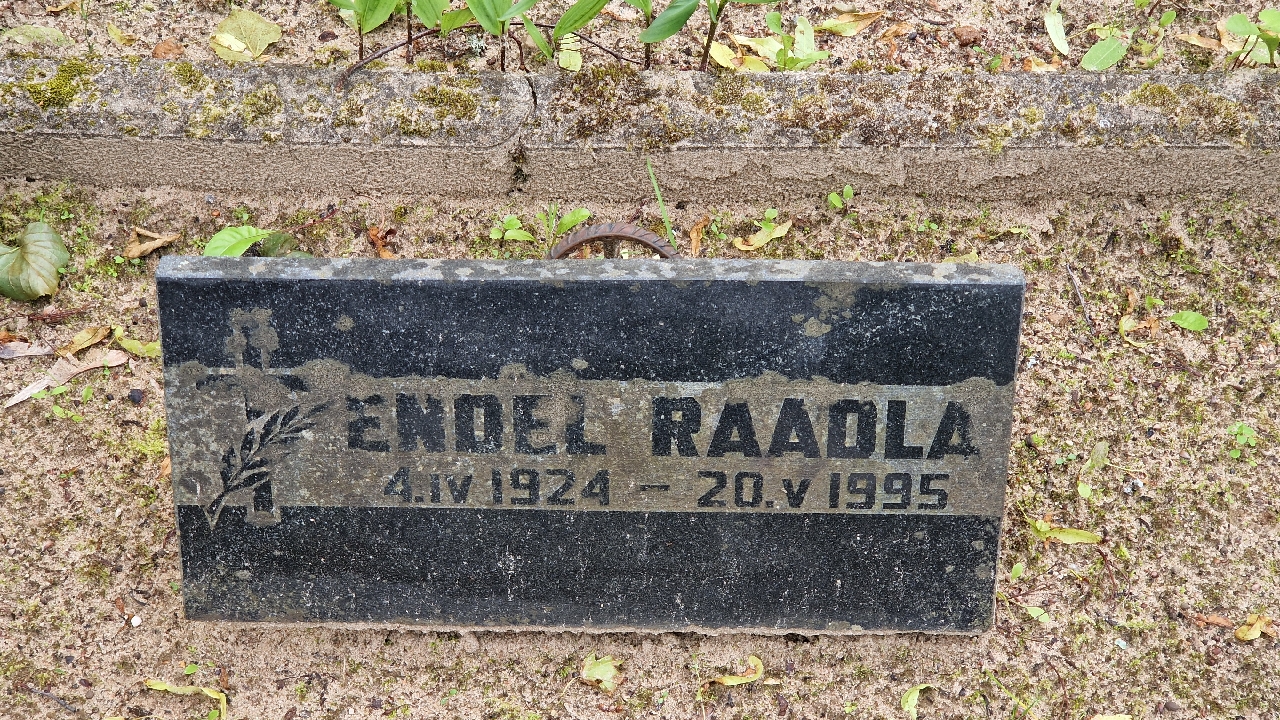 ENDEL RAADLA
4.IV 1924 - 20.V 1995